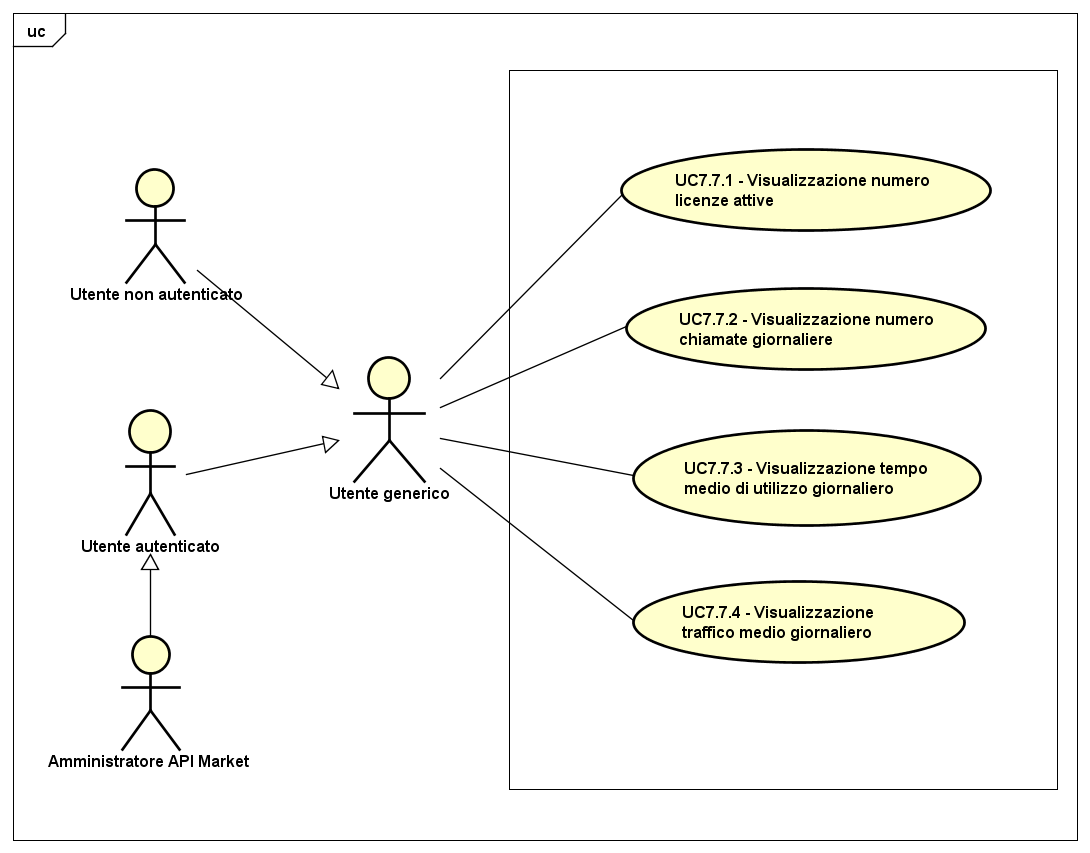 uc
Utente non autenticato
Utente autenticato
Amministratore API Market
Utente generico
UC7.7.1 - Visualizzazione numero
licenze attive
UC7.7.2 - Visualizzazione numero
chiamate giornaliere
UC7.7.3 - Visualizzazione tempo
medio di utilizzo giornaliero
UC7.7.4 - Visualizzazione
traffico medio giornaliero